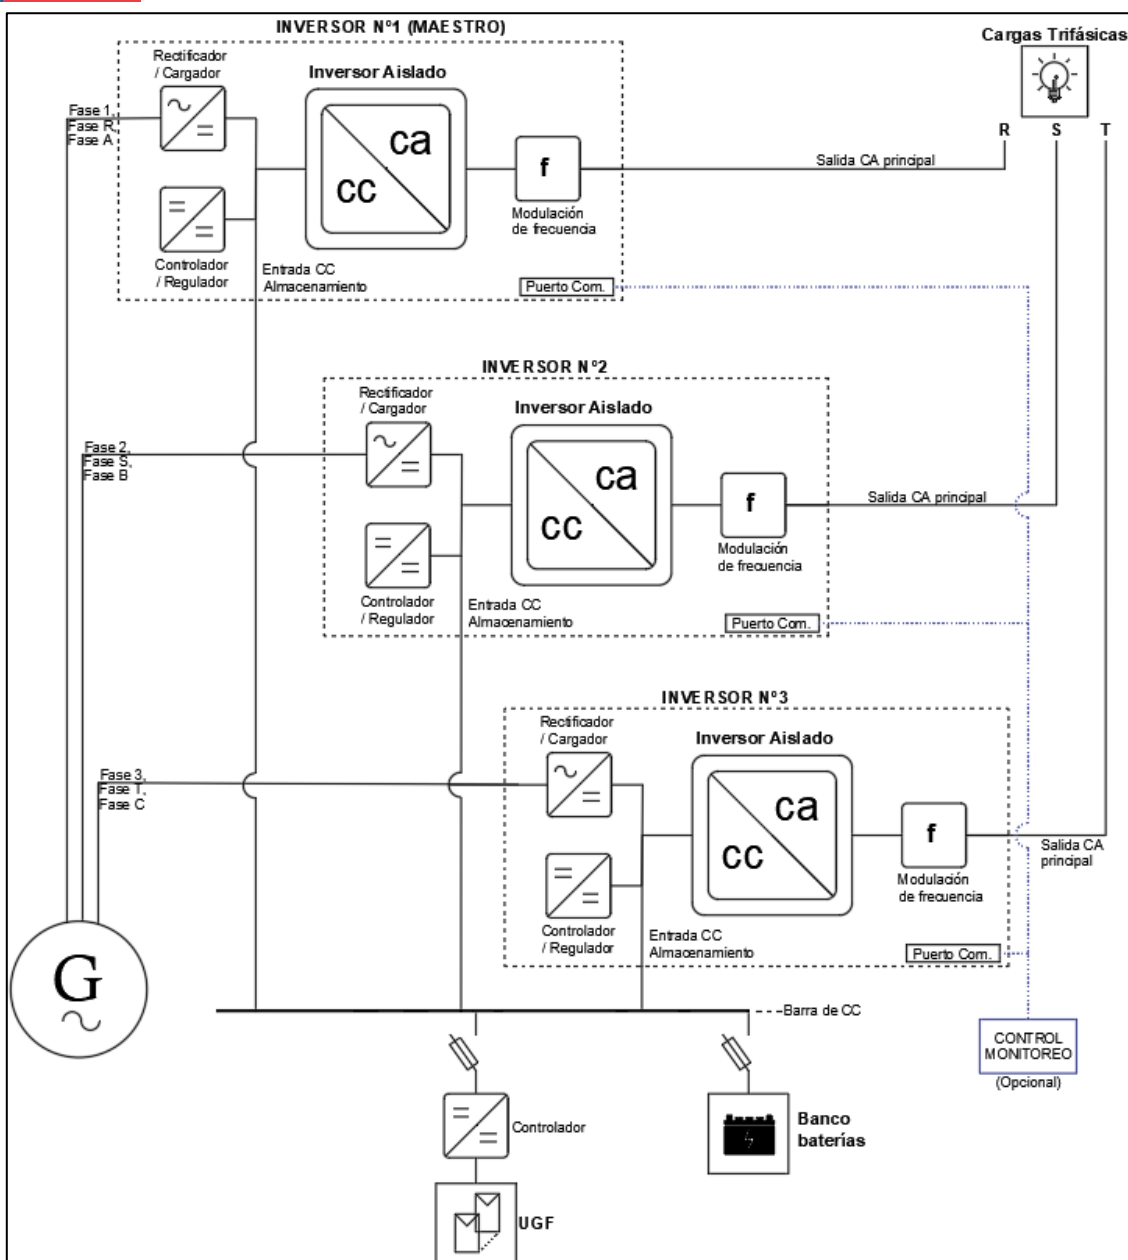 INVERSOR Nº1 (MAESTRO)
Cargas Trifásicas
Rectificador
/ Cargador
Inversor Aislado
Fase 1,
Fase R,
Fase A
ca
cc
f
R S T
Salida CA principal
Modulación
de frecuencia
Controlador
/ Regulador
Entrada CC
Almacenamiento
Puerto Com.
INVERSOR Nº2
Rectificador
/ Cargador
Inversor Aislado
Fase 2,
Fase S,
Fase B
ca
cc
f
Salida CA principal
Modulación
de frecuencia
Controlador
/ Regulador
Entrada CC
Almacenamiento
Puerto Com.
INVERSOR Nº3
Rectificador
/ Cargador
Inversor Aislado
Fase 3,
Fase T,
Fase C
ca
cc
f
Salida CA
principal
Modulación
de frecuencia
Controlador
/ Regulador
Entrada CC
Almacenamiento
Puerto Com.
G
Barra de CC
CONTROL
MONITOREO
(Opcional)
Controlador
Banco
baterías
UGF